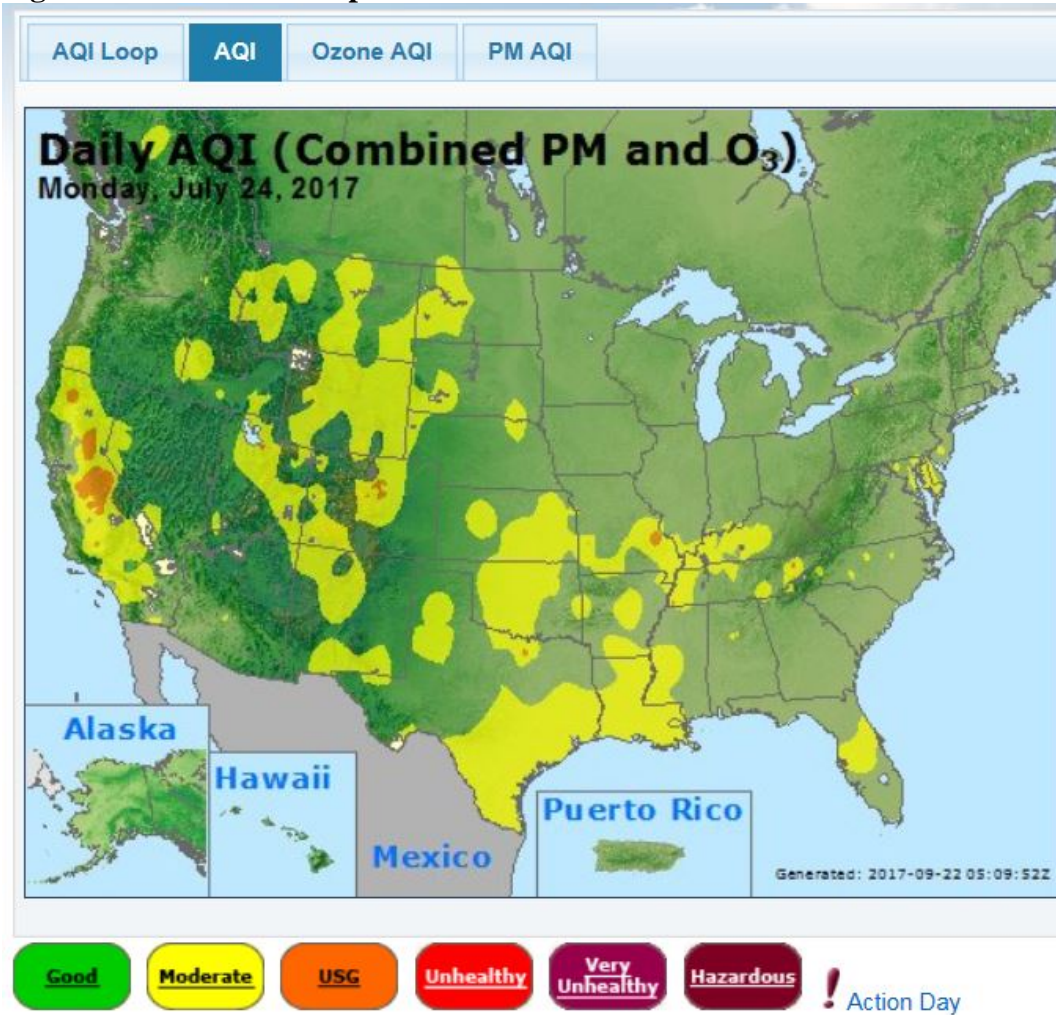 AQI Loop AQI Ozone AQI PM AQI
Daily AQI (Combined PM and O₃)
Monday, July 24, 2017
Alaska
Hawaii
Puerto Rico
Mexico
Generated: 2017-09-22 05:09:52Z
Good Moderate USG Unhealthy Very Unhealthy Hazardous ! Action Day